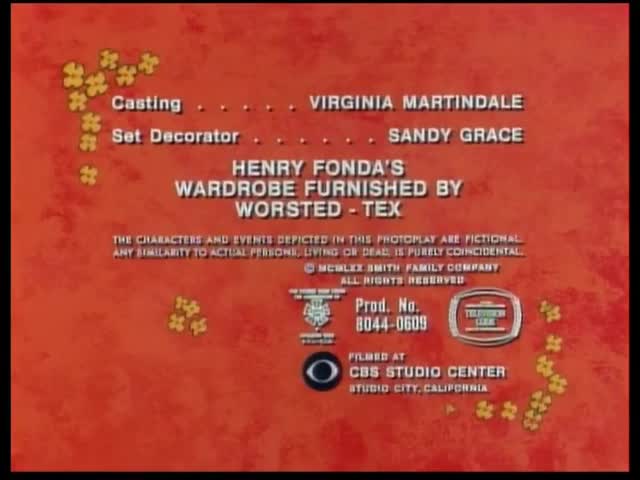 Casting . . . . . VIRGINIA MARTINDALE
Set Decorator . . . . . . SANDY GRACE
HENRY FONDA'S
WARDROBE FURNISHED BY
WORSTED - TEX
THE CHARACTERS AND EVENTS DEPICTED IN THIS PHOTOPLAY ARE FICTIONAL.
ANY SIMILARITY TO ACTUAL PERSONS, LIVING OR DEAD, IS PURELY COINCIDENTAL.
© MCMLXX SMITH FAMILY COMPANY
ALL RIGHTS RESERVED
Prod. No.
8044-0609
TELEVISION
CODE
FILMED AT
CBS STUDIO CENTER
STUDIO CITY, CALIFORNIA